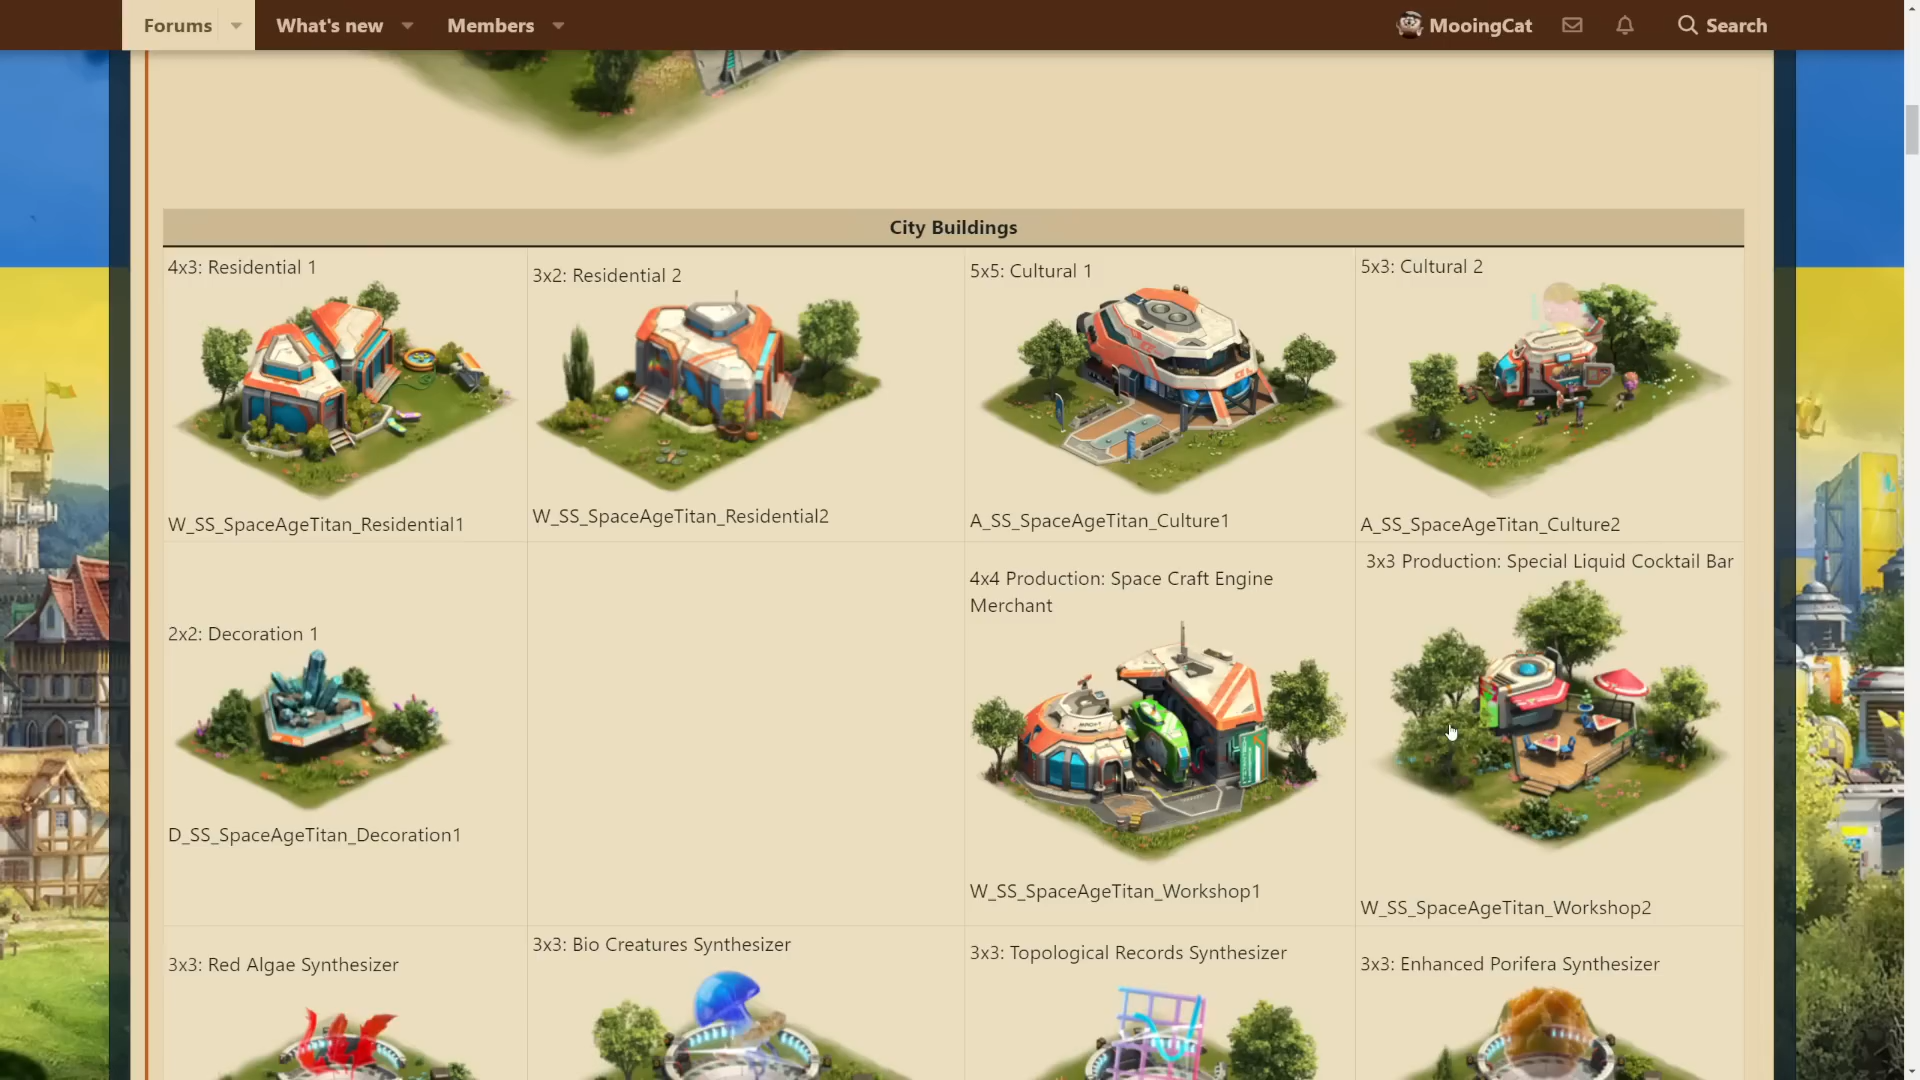 Forums
What's new
Members
MooingCat
Search
City Buildings
4x3: Residential 1
3x2: Residential 2
5x5: Cultural 1
5x3: Cultural 2
W_SS_SpaceAgeTitan_Residential1
W_SS_SpaceAgeTitan_Residential2
A_SS_SpaceAgeTitan_Culture1
A_SS_SpaceAgeTitan_Culture2
2x2: Decoration 1
4x4 Production: Space Craft Engine
Merchant
3x3 Production: Special Liquid Cocktail Bar
D_SS_SpaceAgeTitan_Decoration1
W_SS_SpaceAgeTitan_Workshop1
W_SS_SpaceAgeTitan_Workshop2
3x3: Red Algae Synthesizer
3x3: Bio Creatures Synthesizer
3x3: Topological Records Synthesizer
3x3: Enhanced Porifera Synthesizer